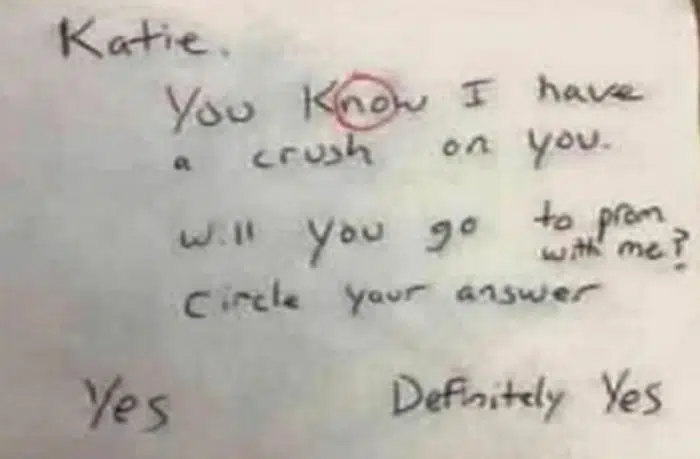 Katie.
You Know I have
a crush on you.
Will you go to prom
with me?
Circle your answer
Yes Definitely Yes